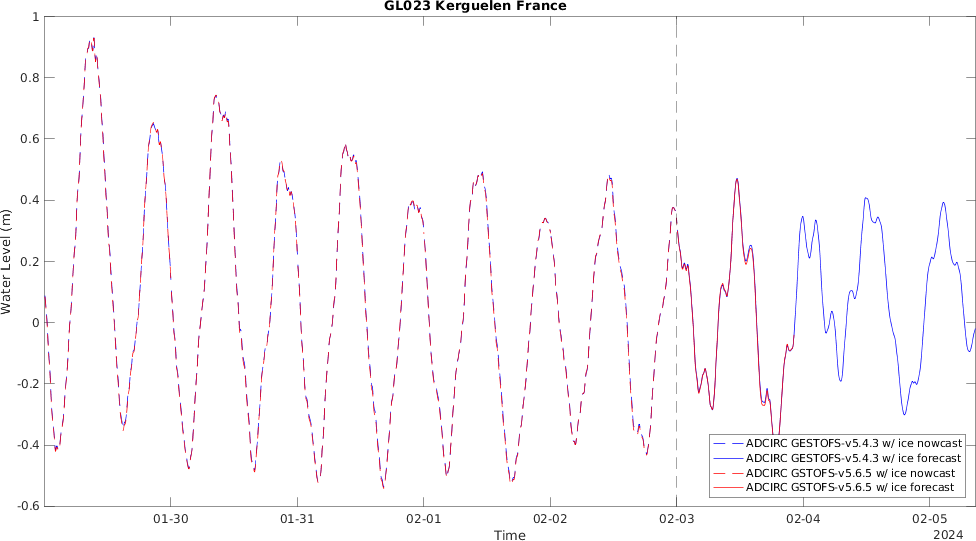 GL023 Kerguelen France
1
0.8
0.6
0.4
0.2
0
-0.2
-0.4
-0.6
Water Level (m)
ADCIRC GESTOFS-v5.4.3 w/ ice nowcast
ADCIRC GESTOFS-v5.4.3 w/ ice forecast
ADCIRC GSTOFS-v5.6.5 w/ ice nowcast
ADCIRC GSTOFS-v5.6.5 w/ ice forecast
01-30 01-31 02-01 02-02 02-03 02-04 02-05
Time 2024